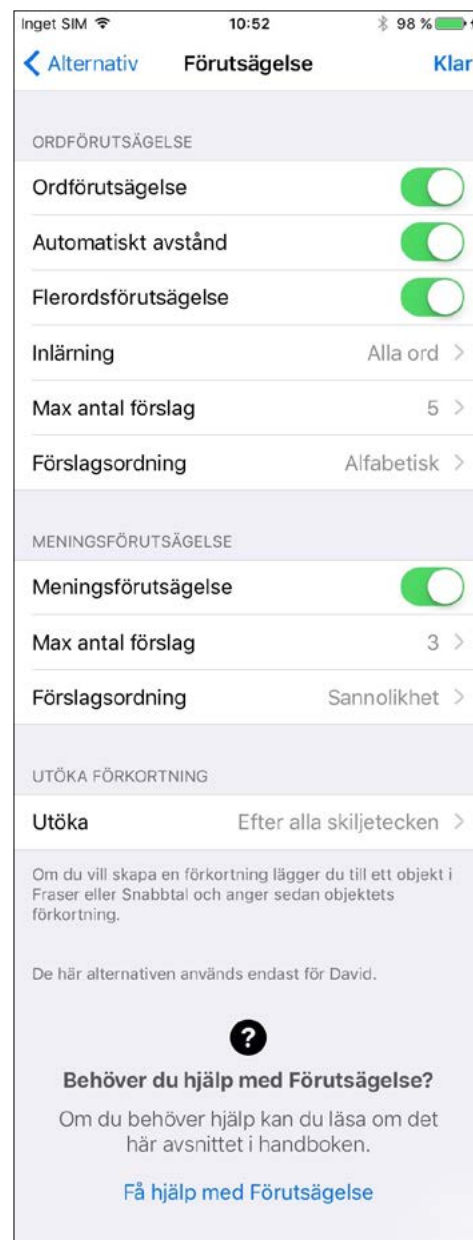 Inget SIM 10:52 98 %
Alternativ Förutsägelse Klar
ORDFÖRUTSÄGELSE
Ordförutsägelse
Automatiskt avstånd
Flerordsförutsägelse
Inlärning Alla ord
Max antal förslag 5
Förslagsordning Alfabetisk
MENINGSFÖRUTSÄGELSE
Meningsförutsägelse
Max antal förslag 3
Förslagsordning Sannolikhet
UTÖKA FÖRKORTNING
Utöka Efter alla skiljetecken
Om du vill skapa en förkortning lägger du till ett objekt i
Fraser eller Snabbtal och anger sedan objektets
förkortning.
De här alternativen används endast för David.
?
Behöver du hjälp med Förutsägelse?
Om du behöver hjälp kan du läsa om det
här avsnittet i handboken.
Få hjälp med Förutsägelse